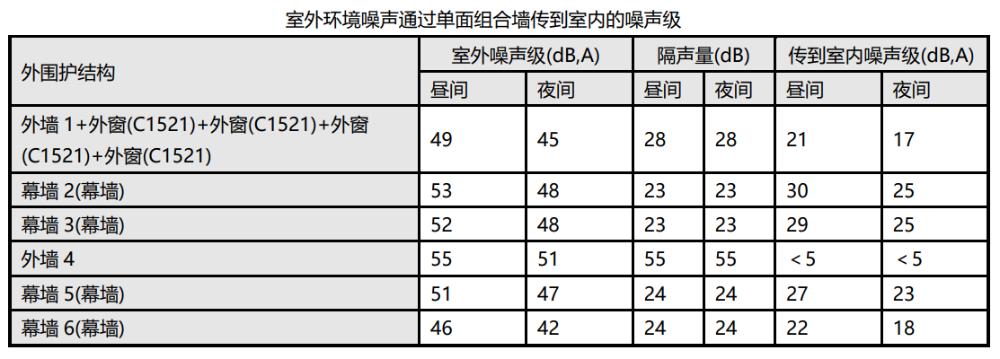 室外环境噪声通过单面组合墙传到室内的噪声级
外围护结构 室外噪声级(dB,A) 隔声量(dB) 传到室内噪声级(dB,A)
昼间 夜间 昼间 夜间 昼间 夜间
外墙 1+外窗(C1521)+外窗(C1521)+外窗
(C1521)+外窗(C1521) 49 45 28 28 21 17
幕墙 2(幕墙) 53 48 23 23 30 25
幕墙 3(幕墙) 52 48 23 23 29 25
外墙 4 55 51 55 55 ＜5 ＜5
幕墙 5(幕墙) 51 47 24 24 27 23
幕墙 6(幕墙) 46 42 24 24 22 18